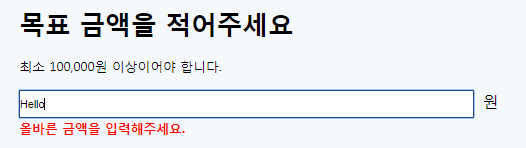 목표 금액을 적어주세요
최소 100,000원 이상이어야 합니다.
Hello 원
올바른 금액을 입력해주세요.